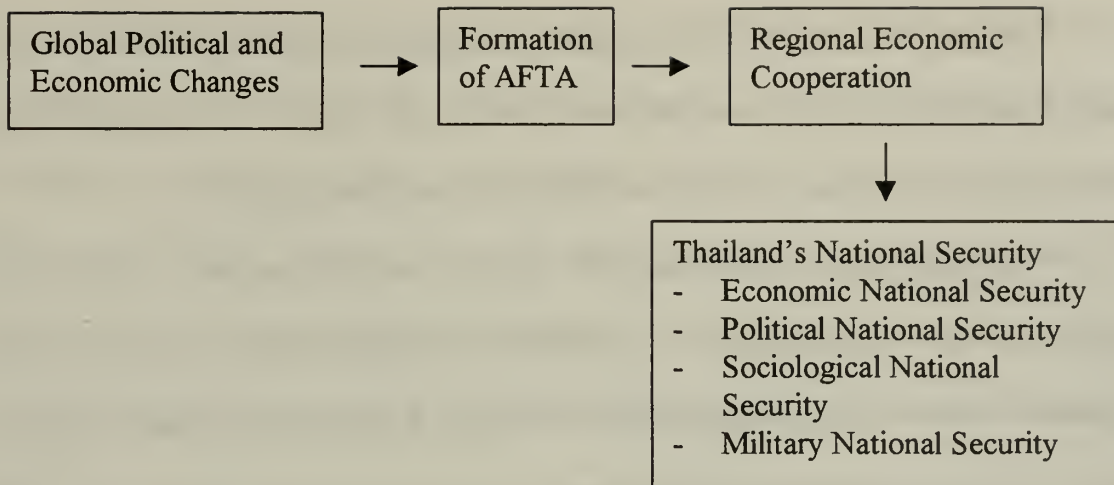 Global Political and
Economic Changes
Formation
of AFTA
Regional Economic
Cooperation
Thailand's National Security
- Economic National Security
- Political National Security
- Sociological National
Security
- Military National Security